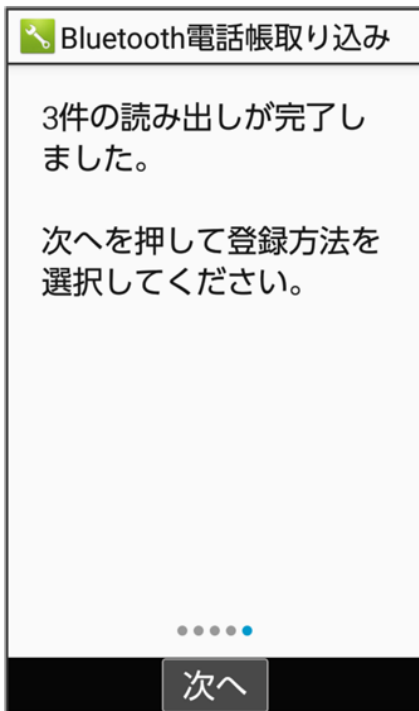 Bluetooth電話帳取り込み
3件の読み出しが完了し
ました。
次へを押して登録方法を
選択してください。
次へ